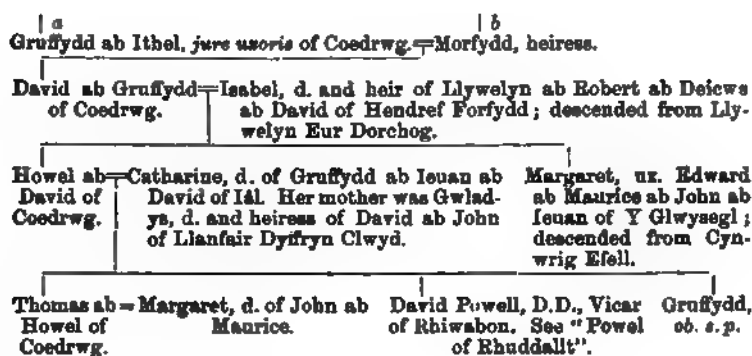 a b
Gruffydd ab Ithel, jure uxoris of Coedrwg.=Morfydd, heiress.
David ab Gruffydd=Isabel, d. and heir of Llywelyn ab Robert ab Deicws
of Coedrwg. ab David of Hendref Forfydd; descended from Lly-
welyn Eur Dorchog.
Howel ab=Catharine, d. of Gruffydd ab Ieuan ab Margaret, ux. Edward
David of David of Iâl. Her mother was Gwlad- ab Maurice ab John ab
Coedrwg. ys, d. and heiress of David ab John Ieuan of Y Glwysegl;
of Llanfair Dyffryn Clwyd. descended from Cyn-
wrig Efell.
Thomas ab=Margaret, d. of John ab David Powell, D.D., Vicar Gruffydd,
Howel of Maurice. of Rhiwabon. See "Powel ob. s. p.
Coedrwg. of Rhuddallt".